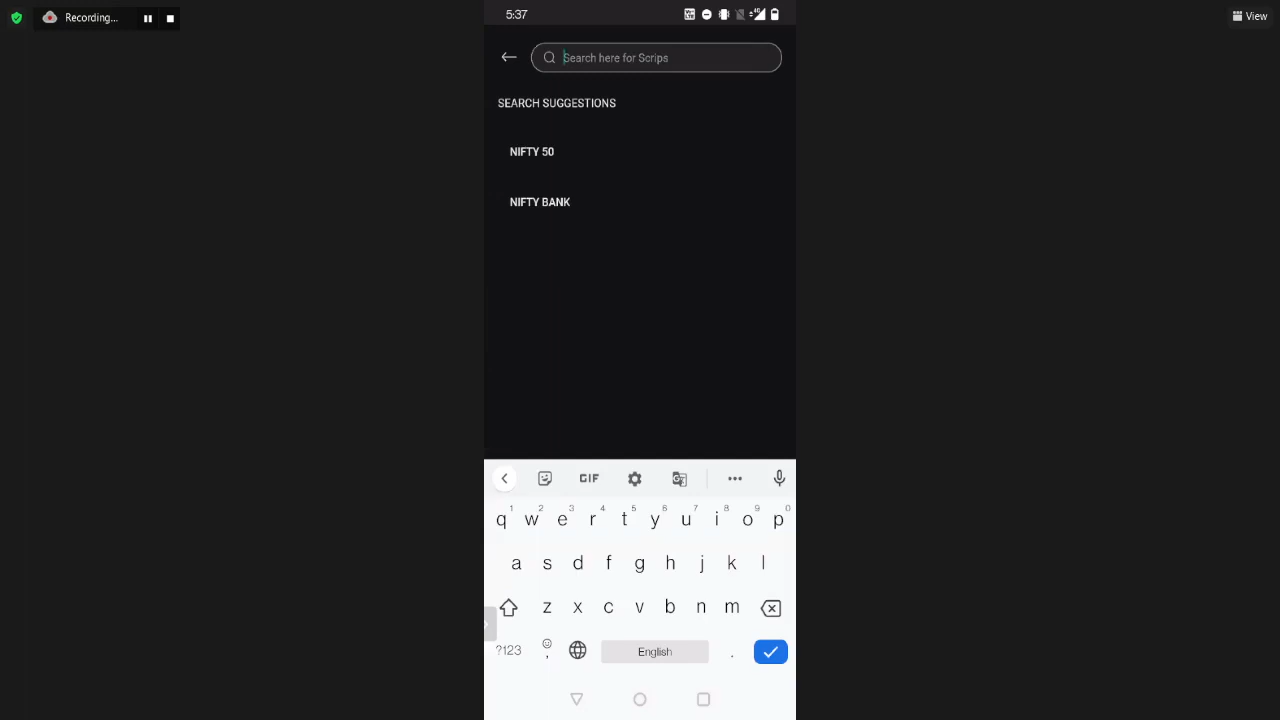 Recording...
View
5:37
Search here for Scrips
SEARCH SUGGESTIONS
NIFTY 50
NIFTY BANK
GIF
1 2 3 4 5 6 7 8 9 0
q w e r t y u i o p
a s d f g h j k l
z x c v b n m
?123 , English .